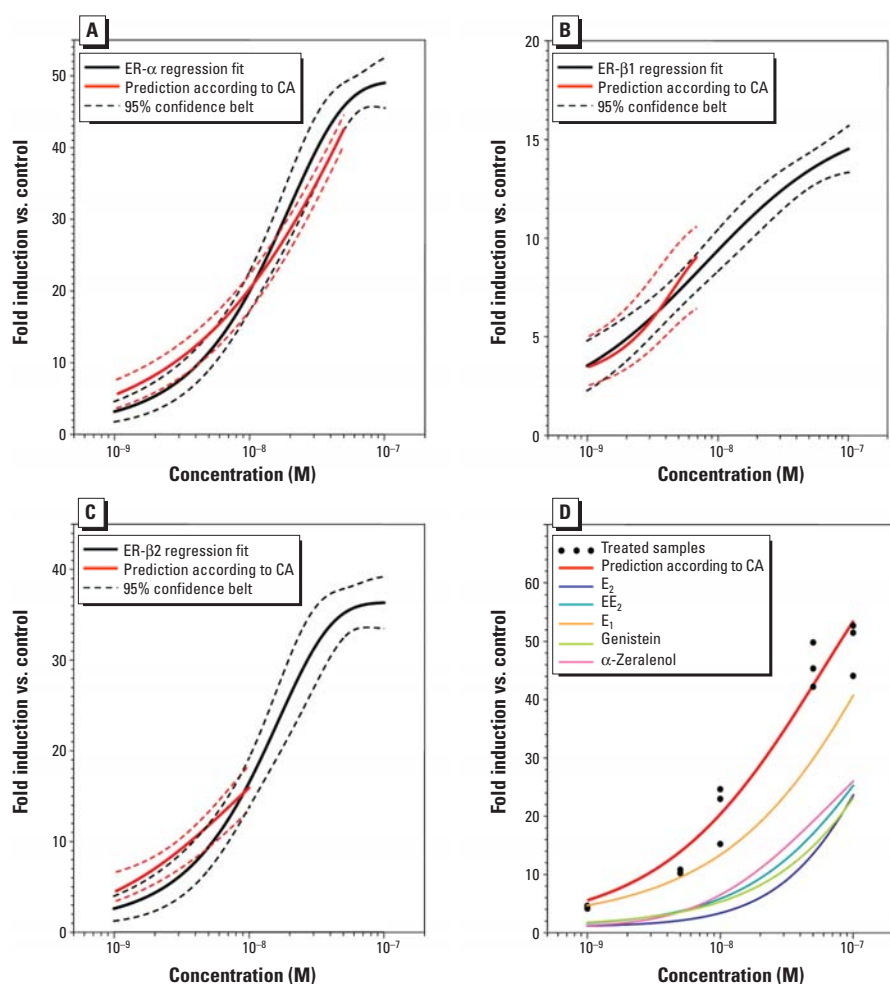 A
ER-α regression fit
Prediction according to CA
95% confidence belt
Fold induction vs. control
50
40
30
20
10
0
10⁻⁹
10⁻⁸
10⁻⁷
Concentration (M)
B
ER-β1 regression fit
Prediction according to CA
95% confidence belt
Fold induction vs. control
20
15
10
5
0
10⁻⁹
10⁻⁸
10⁻⁷
Concentration (M)
C
ER-β2 regression fit
Prediction according to CA
95% confidence belt
Fold induction vs. control
40
30
20
10
0
10⁻⁹
10⁻⁸
10⁻⁷
Concentration (M)
D
Treated samples
Prediction according to CA
E₂
EE₂
E₁
Genistein
α-Zeralenol
Fold induction vs. control
60
50
40
30
20
10
0
10⁻⁹
10⁻⁸
10⁻⁷
Concentration (M)